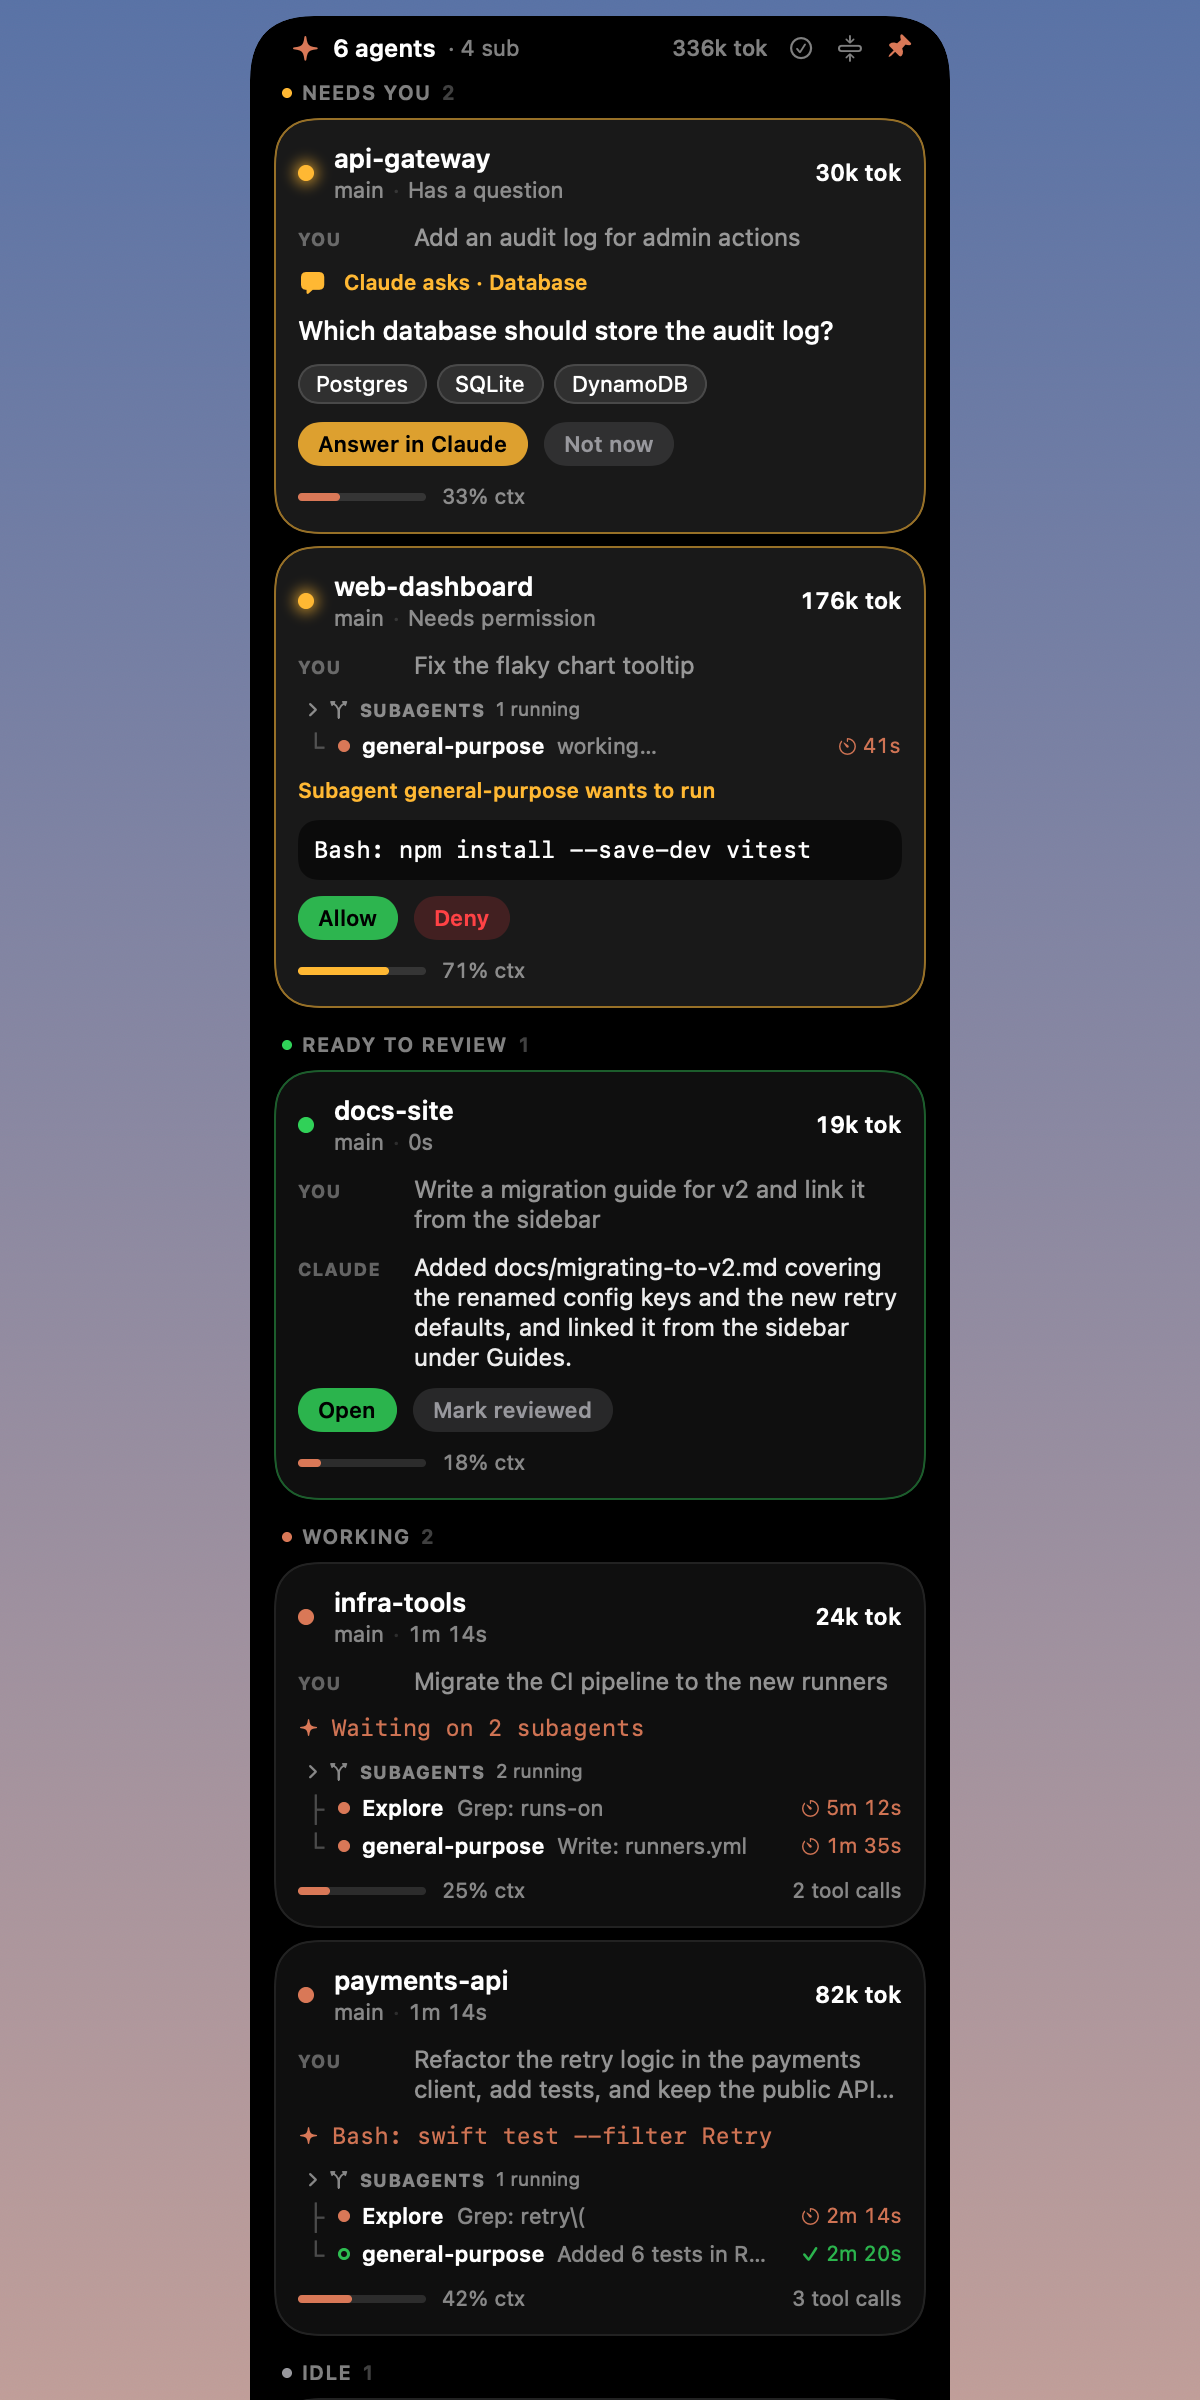 6 agents · 4 sub 336k tok
NEEDS YOU 2
api-gateway 30k tok
main · Has a question
YOU Add an audit log for admin actions
Claude asks · Database
Which database should store the audit log?
Postgres SQLite DynamoDB
Answer in Claude Not now
33% ctx
web-dashboard 176k tok
main · Needs permission
YOU Fix the flaky chart tooltip
SUBAGENTS 1 running
general-purpose working... 41s
Subagent general-purpose wants to run
Bash: npm install --save-dev vitest
Allow Deny
71% ctx
READY TO REVIEW 1
docs-site 19k tok
main · 0s
YOU Write a migration guide for v2 and link it
from the sidebar
CLAUDE Added docs/migrating-to-v2.md covering
the renamed config keys and the new retry
defaults, and linked it from the sidebar
under Guides.
Open Mark reviewed
18% ctx
WORKING 2
infra-tools 24k tok
main · 1m 14s
YOU Migrate the CI pipeline to the new runners
Waiting on 2 subagents
SUBAGENTS 2 running
Explore Grep: runs-on 5m 12s
general-purpose Write: runners.yml 1m 35s
25% ctx 2 tool calls
payments-api 82k tok
main · 1m 14s
YOU Refactor the retry logic in the payments
client, add tests, and keep the public API...
Bash: swift test --filter Retry
SUBAGENTS 1 running
Explore Grep: retry\( 2m 14s
general-purpose Added 6 tests in R... 2m 20s
42% ctx 3 tool calls
IDLE 1